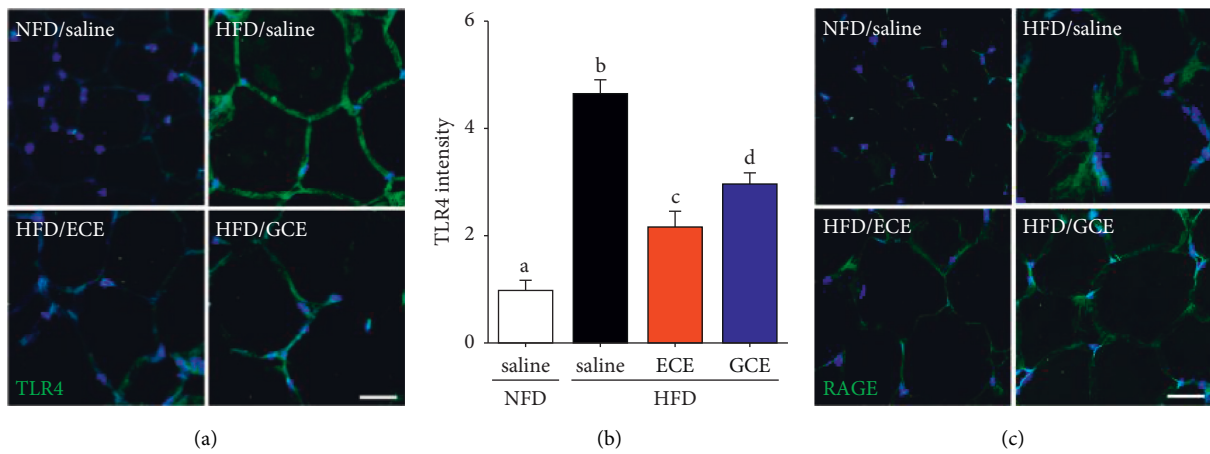 NFD/saline
HFD/saline
HFD/ECE
HFD/GCE
TLR4
(a)
TLR4 intensity
6
4
2
0
a
b
c
d
saline
saline
ECE
GCE
NFD
HFD
(b)
NFD/saline
HFD/saline
HFD/ECE
HFD/GCE
RAGE
(c)